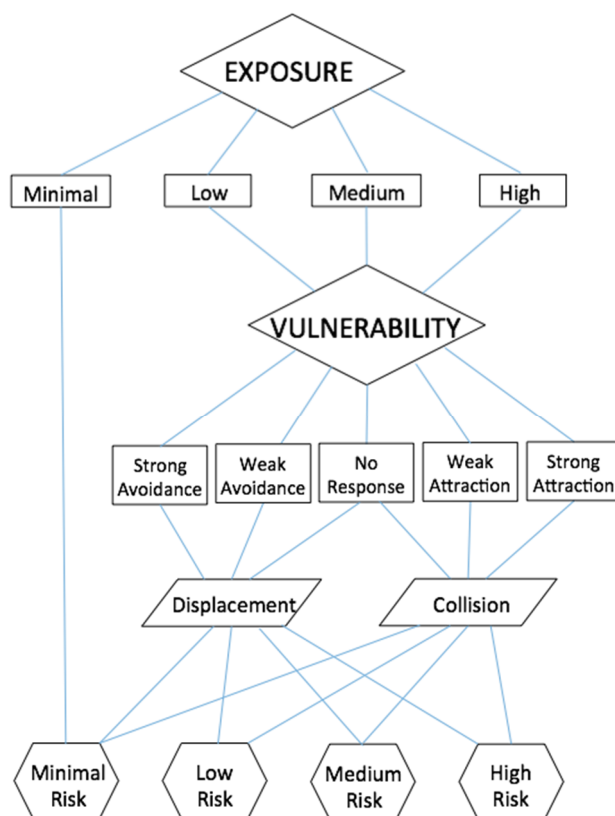 EXPOSURE
Minimal
Low
Medium
High
VULNERABILITY
Strong
Avoidance
Weak
Avoidance
No
Response
Weak
Attraction
Strong
Attraction
Displacement
Collision
Minimal
Risk
Low
Risk
Medium
Risk
High
Risk